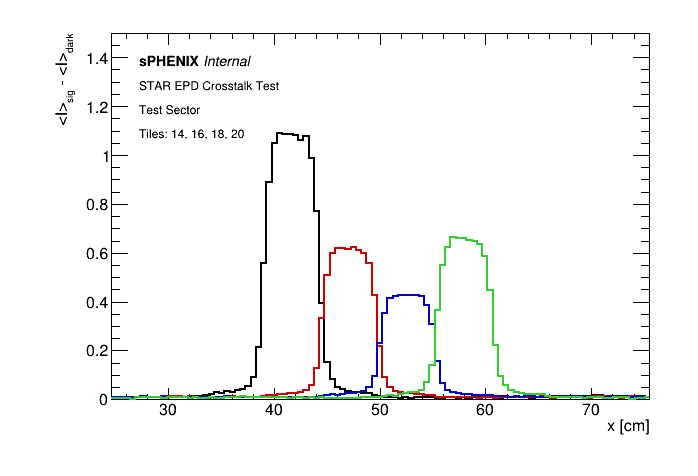 <I>sig - <I>dark
1.4
1.2
1
0.8
0.6
0.4
0.2
0
sPHENIX Internal
STAR EPD Crosstalk Test
Test Sector
Tiles: 14, 16, 18, 20
30 40 50 60 70
x [cm]